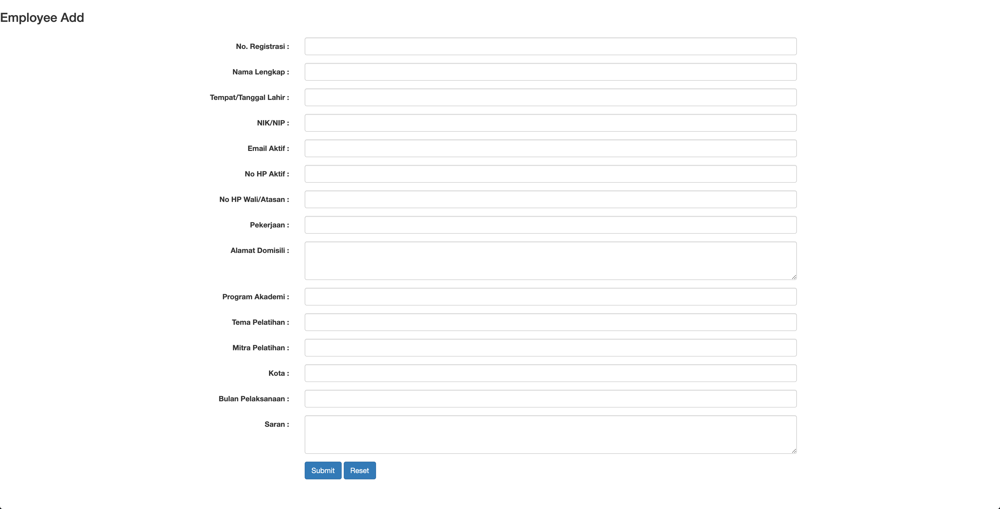 Employee Add
No. Registrasi :
Nama Lengkap :
Tempat/Tanggal Lahir :
NIK/NIP :
Email Aktif :
No HP Aktif :
No HP Wali/Atasan :
Pekerjaan :
Alamat Domisili :
Program Akademi :
Tema Pelatihan :
Mitra Pelatihan :
Kota :
Bulan Pelaksanaan :
Saran :
Submit Reset